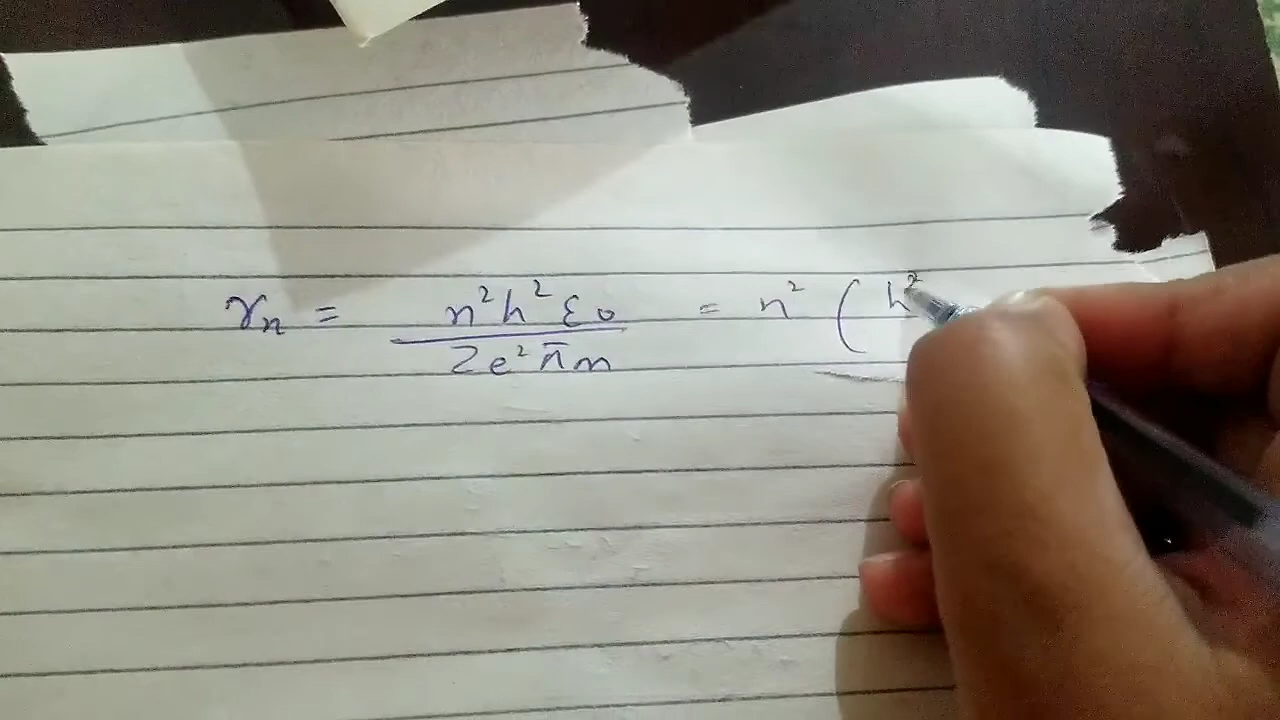 rₙ = n²h²ε₀ / Ze²πm = n² (h²